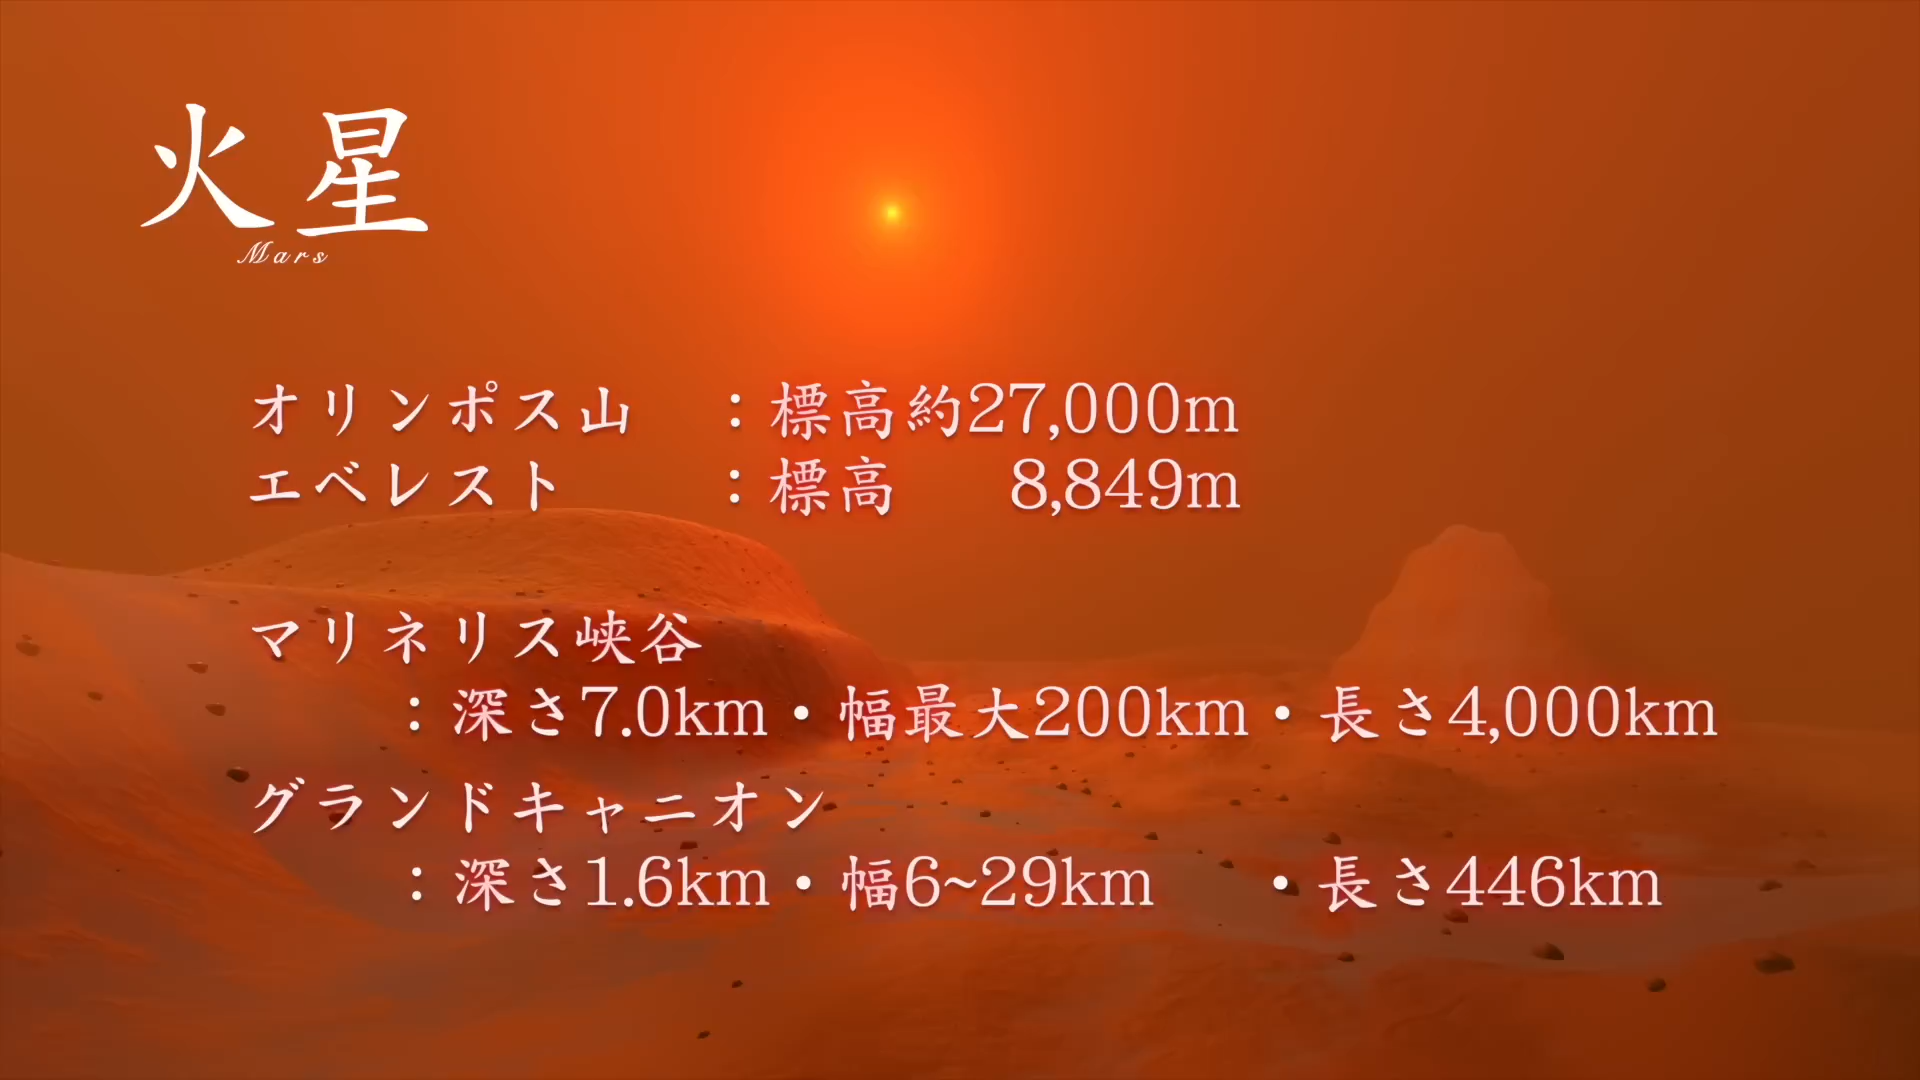 火星
Mars
オリンポス山　：標高約27,000m
エベレスト　　：標高　8,849m
マリネリス峡谷
：深さ7.0km・幅最大200km・長さ4,000km
グランドキャニオン
：深さ1.6km・幅6~29km　・長さ446km